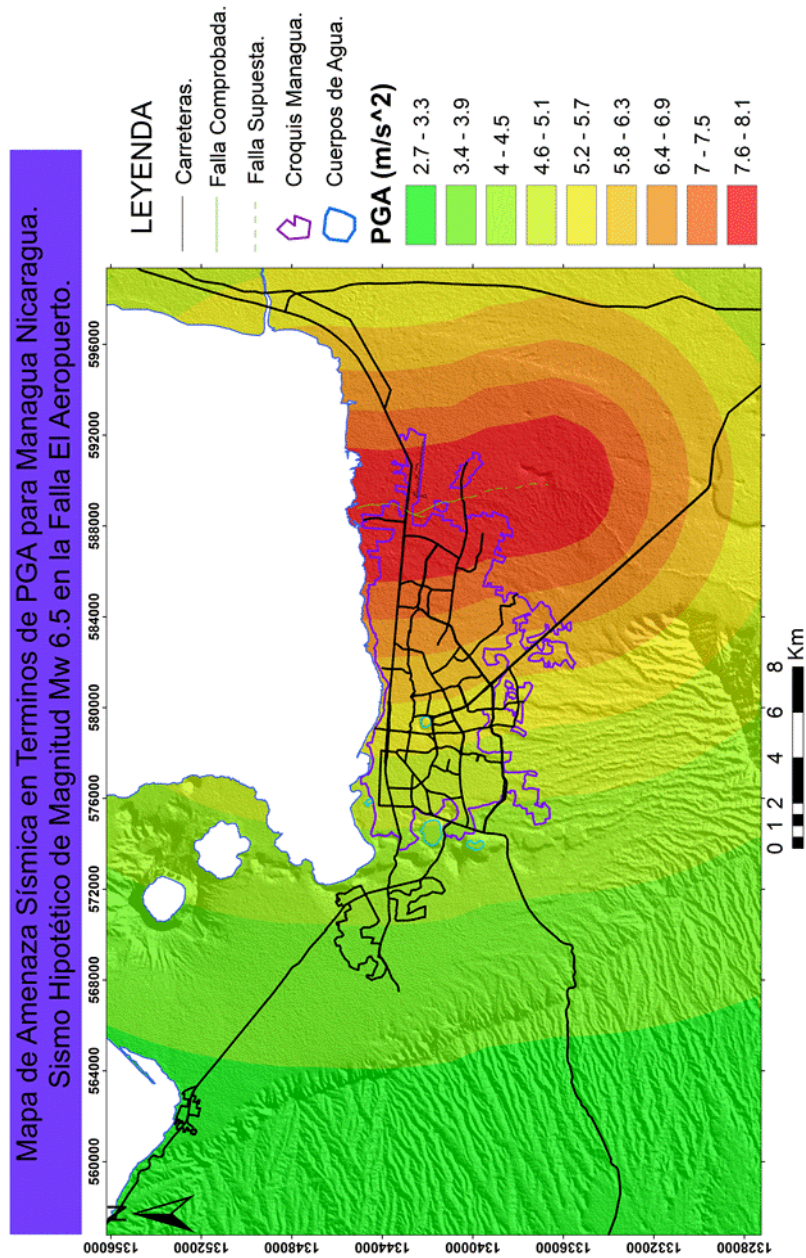 Mapa de Amenaza Sísmica en Terminos de PGA para Managua Nicaragua.
Sismo Hipotético de Magnitud Mw 6.5 en la Falla El Aeropuerto.
560000
564000
568000
572000
576000
580000
584000
588000
592000
596000
1356000
1352000
1348000
1344000
1340000
1336000
1332000
1328000
N
LEYENDA
Carreteras.
Falla Comprobada.
Falla Supuesta.
Croquis Managua.
Cuerpos de Agua.
PGA (m/s^2)
2.7 - 3.3
3.4 - 3.9
4 - 4.5
4.6 - 5.1
5.2 - 5.7
5.8 - 6.3
6.4 - 6.9
7 - 7.5
7.6 - 8.1
0 1 2 4 6 8
Km